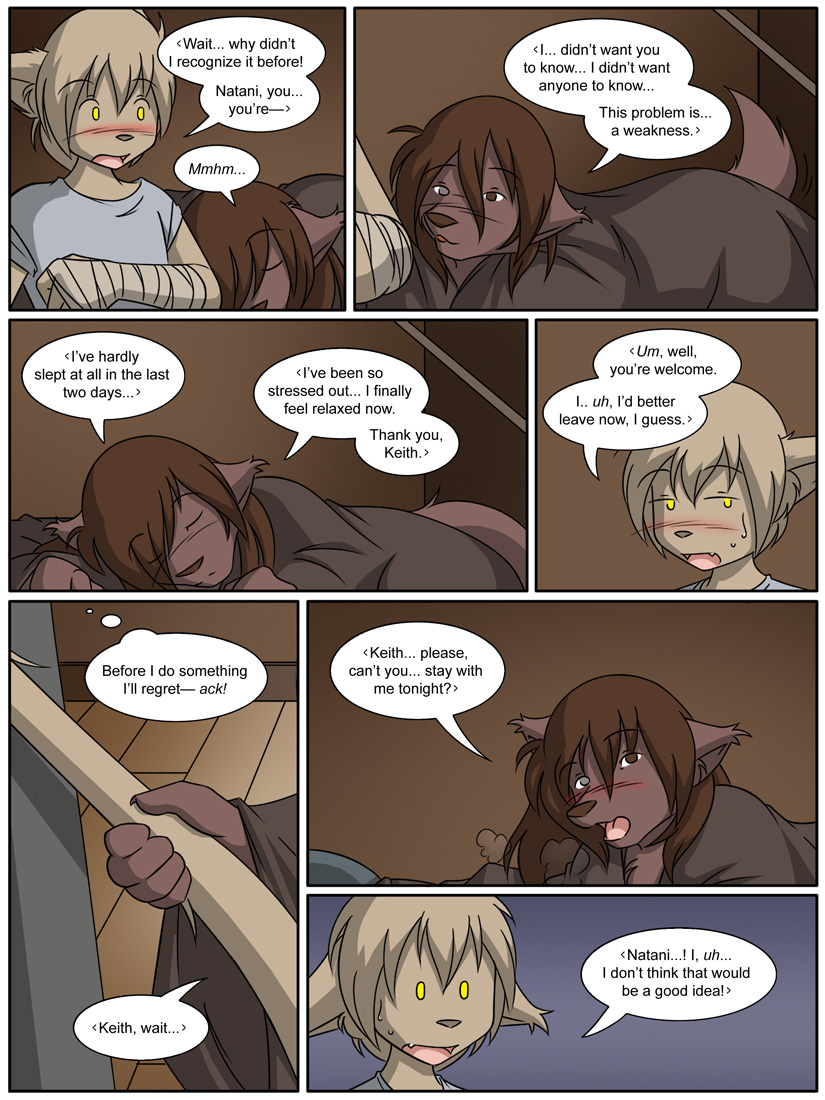 ‹Wait... why didn't
I recognize it before!
Natani, you...
you're—›
Mmhm...
‹I... didn't want you
to know... I didn't want
anyone to know...
This problem is...
a weakness.›
‹I've hardly
slept at all in the last
two days...›
‹I've been so
stressed out... I finally
feel relaxed now.
Thank you,
Keith.›
‹Um, well,
you're welcome.
I.. uh, I'd better
leave now, I guess.›
Before I do something
I'll regret— ack!
‹Keith, wait...›
‹Keith... please,
can't you... stay with
me tonight?›
‹Natani...! I, uh...
I don't think that would
be a good idea!›